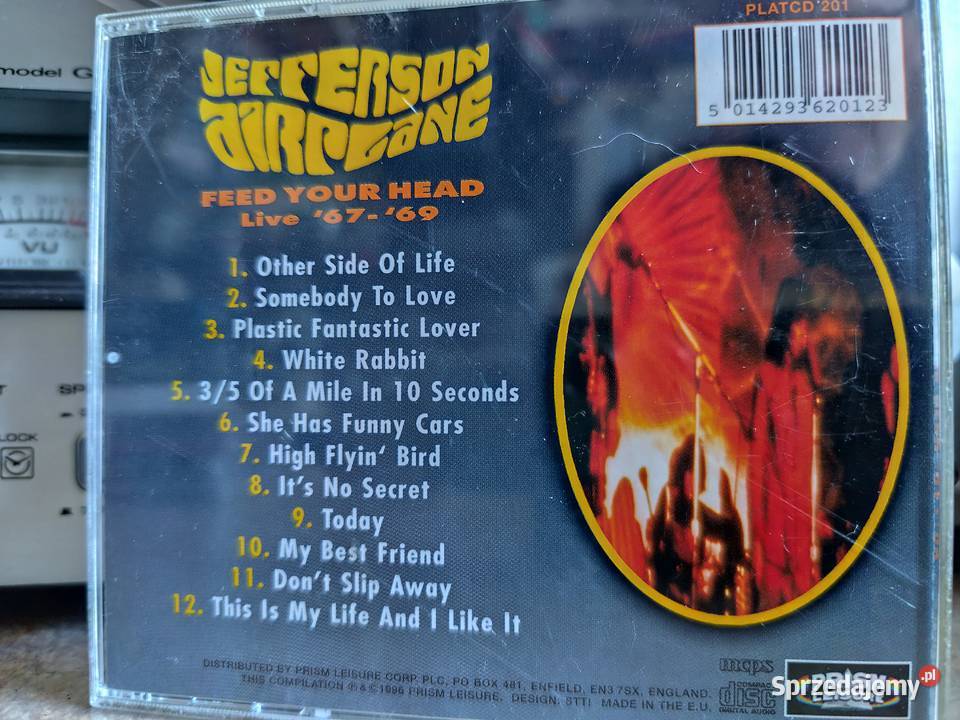 PLATCD 201
model G
5 014293 620123
JEFFERSON
AIRPLANE
FEED YOUR HEAD
Live '67-'69
VU
1. Other Side Of Life
2. Somebody To Love
3. Plastic Fantastic Lover
4. White Rabbit
5. 3/5 Of A Mile In 10 Seconds
6. She Has Funny Cars
7. High Flyin' Bird
8. It's No Secret
9. Today
10. My Best Friend
11. Don't Slip Away
12. This Is My Life And I Like It
SP
LOCK
DISTRIBUTED BY PRISM LEISURE CORP. PLC, PO BOX 481, ENFIELD, EN3 7SX, ENGLAND.
THIS COMPILATION ℗ & © 1996 PRISM LEISURE. DESIGN: STTI MADE IN THE E.U.
mcps
COMPACT
disc
DIGITAL AUDIO
PRISM
LEISURE
Sprzedajemy.pl